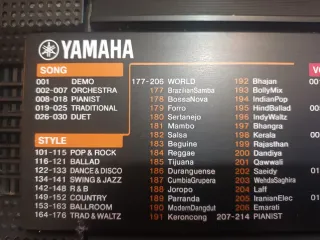 YAMAHA
SONG
001 DEMO
002-007 ORCHESTRA
008-018 PIANIST
019-025 TRADITIONAL
026-030 DUET
STYLE
101-115 POP & ROCK
116-121 BALLAD
122-133 DANCE & DISCO
134-141 SWING & JAZZ
142-148 R & B
149-152 COUNTRY
153-163 BALLROOM
164-176 TRAD & WALTZ
177-206 WORLD
177 BrazilianSamba
178 BossaNova
179 Forro
180 Sertanejo
181 Mambo
182 Salsa
183 Beguine
184 Reggae
185 Tijuana
186 Duranguense
187 CumbiaGrupera
188 Joropo
189 Parranda
190 ModernDangdut
191 Keroncong
192 Bhajan
193 BollyMix
194 IndianPop
195 HindBallad
196 IndyWaltz
197 Bhangra
198 Kerala
199 Rajasthan
200 Dandiya
201 Qawwali
202 Saeidy
203 WehdaSaghira
204 Laff
205 IranianElec
206 Emarati
207-214 PIANIST